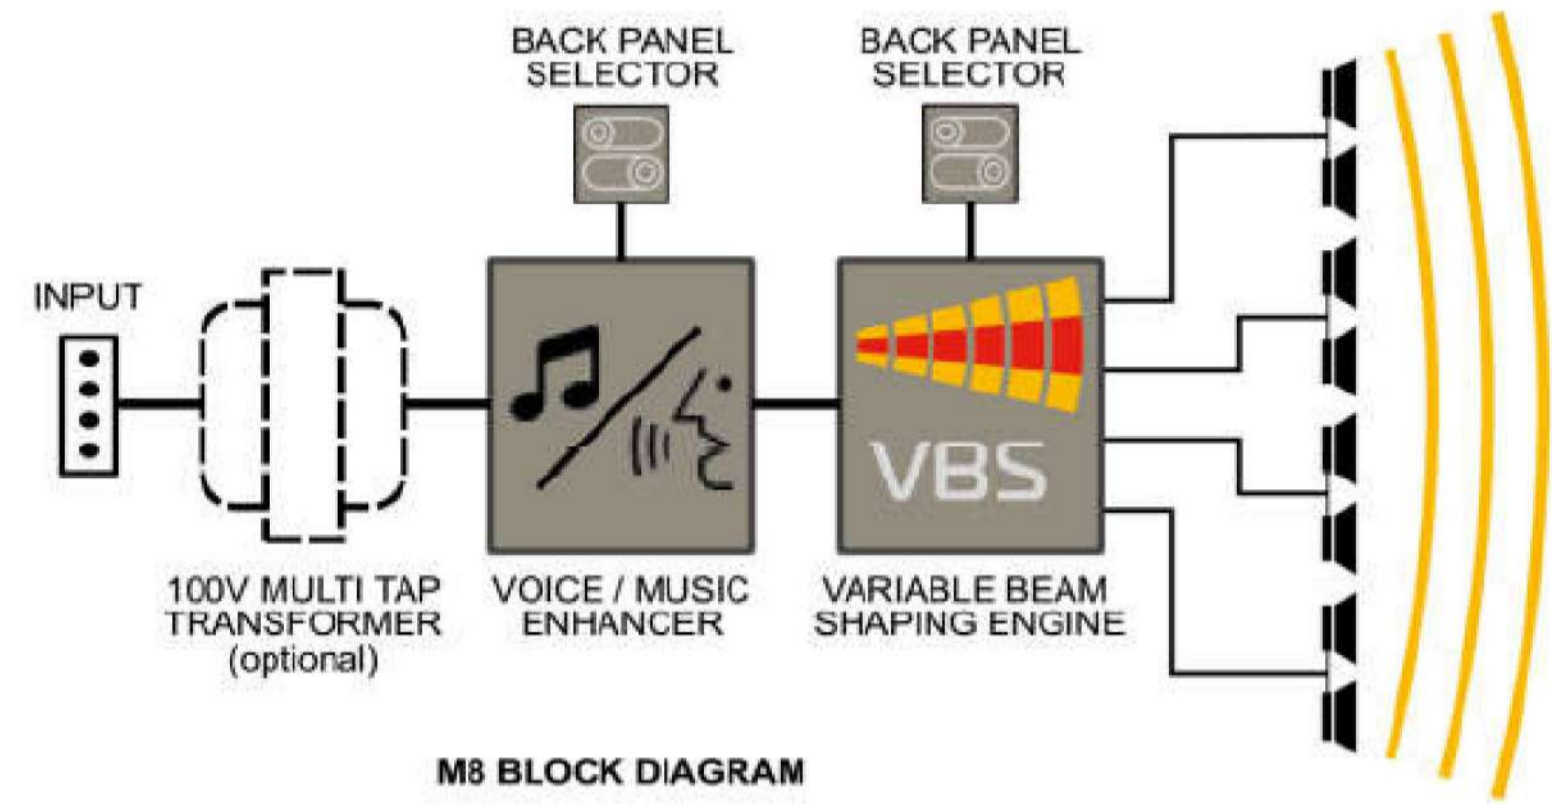 BACK PANEL
SELECTOR
BACK PANEL
SELECTOR
INPUT
VBS
100V MULTI TAP
TRANSFORMER
(optional)
VOICE / MUSIC
ENHANCER
VARIABLE BEAM
SHAPING ENGINE
M8 BLOCK DIAGRAM